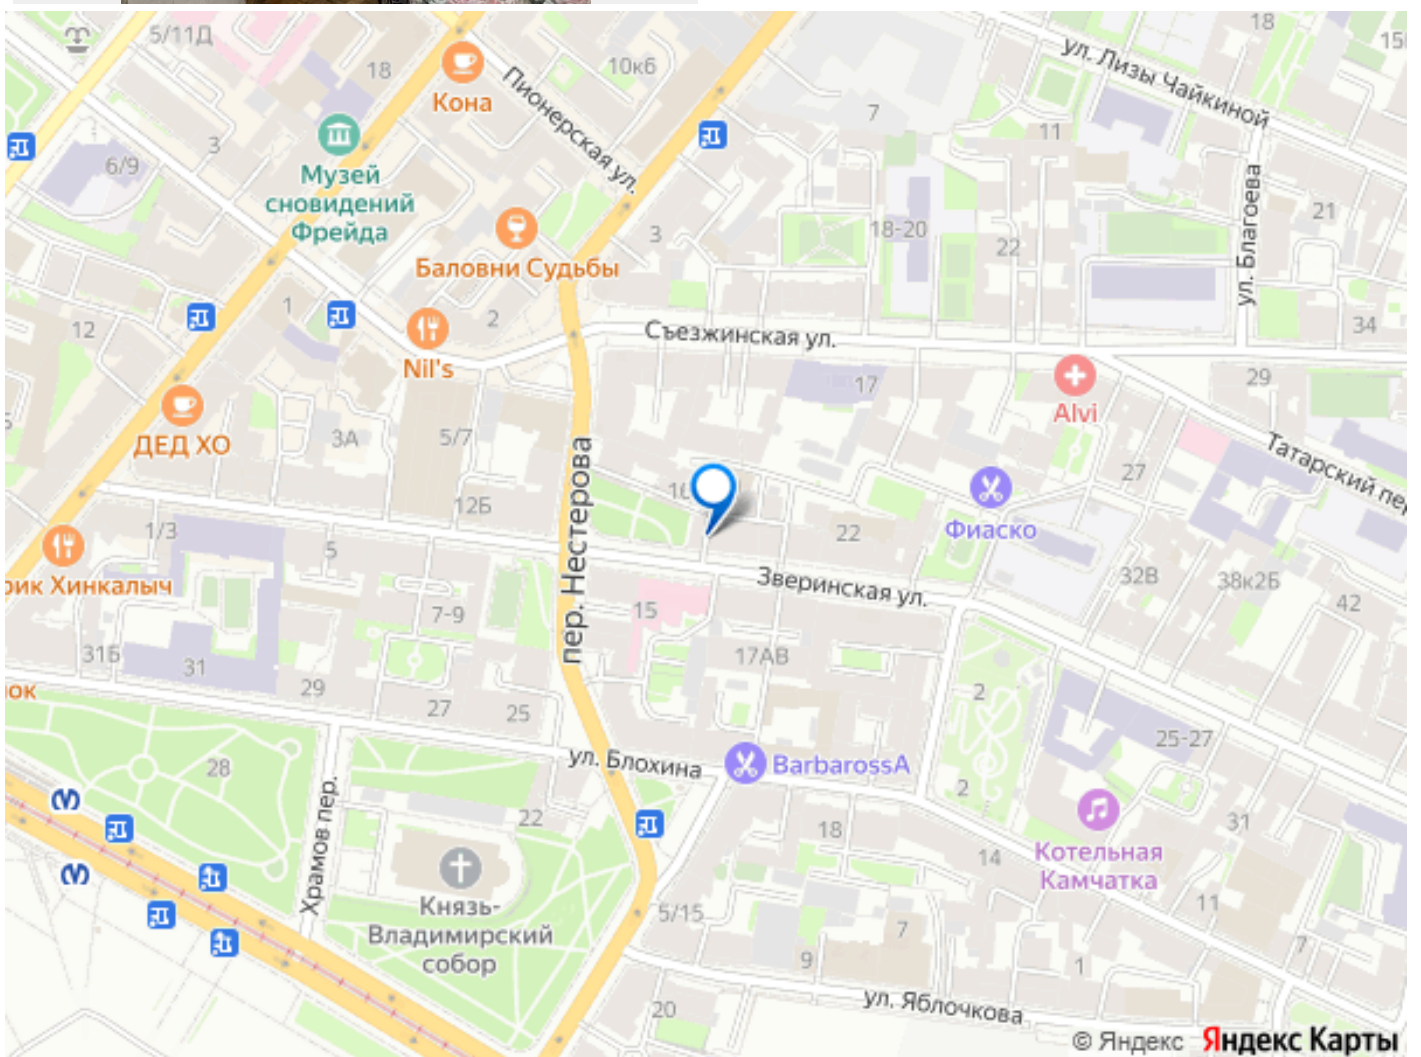 5/11Д
18
Кона
Пионерская ул.
10к6
7
ул. Лизы Чайкиной
18
11
3
6/9
Музей
сновидений
Фрейда
Баловни Судьбы
3
18-20
22
ул. Благоева
21
12
1
2
Nil's
Съезжинская ул.
34
17
Alvi
29
ДЕД ХО
3А
5/7
пер. Нестерова
27
Татарский пер
12Б
22
Фиаско
1/3
5
Зверинская ул.
рик Хинкалыч
15
32В
38к2Б
42
7-9
31Б
31
17АВ
29
27
25
ок
2
25-27
28
ул. Блохина
BarbarossA
2
Храмов пер.
22
18
14
31
Котельная
Камчатка
Князь-
Владимирский
собор
5/15
7
11
9
1
7
20
ул. Яблочкова
© Яндекс Яндекс Карты